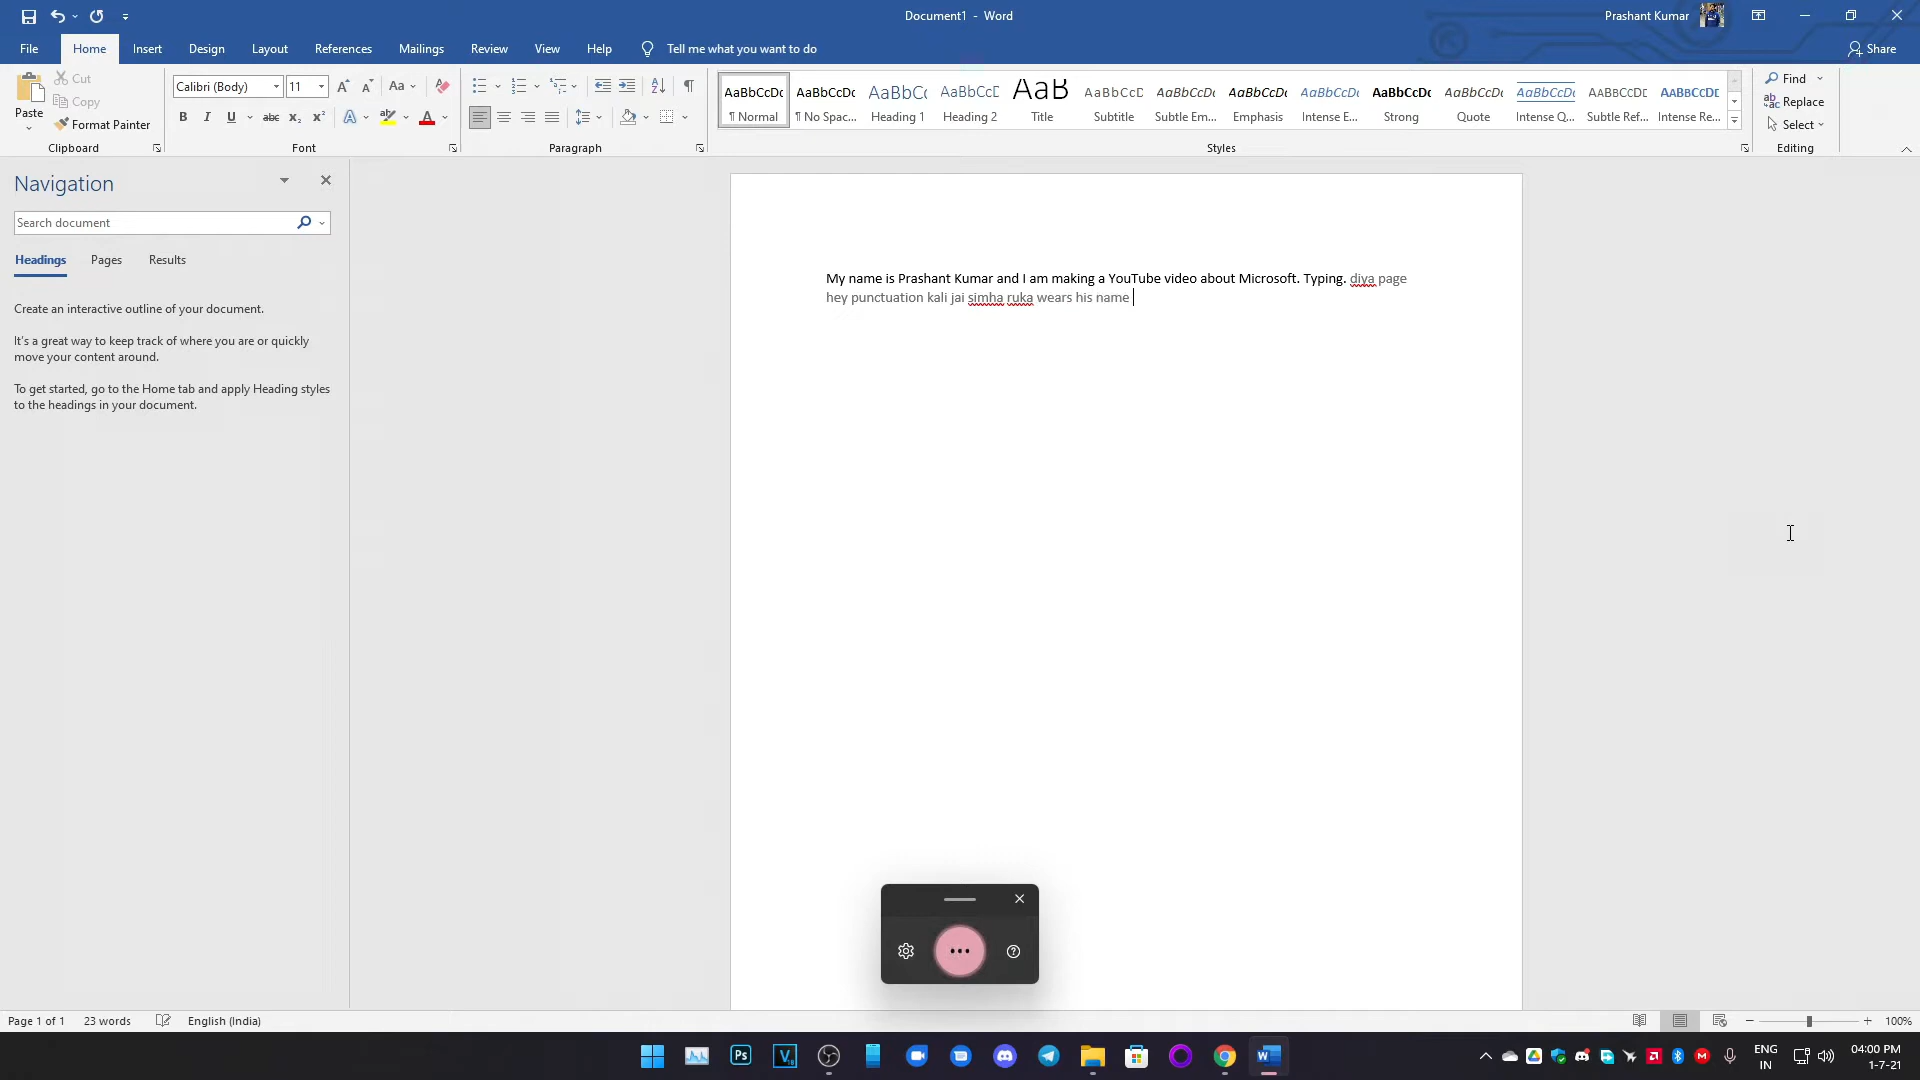 Document1 - Word
Prashant Kumar
File Home Insert Design Layout References Mailings Review View Help Tell me what you want to do Share
Paste
Cut
Copy
Format Painter
Clipboard
Calibri (Body) 11
Aa
B I U abc x₂ x² A A
Font
Paragraph
AaBbCcDc AaBbCcDc AaBbCc AaBbCcD AaB AaBbCcD AaBbCcDc AaBbCcDc AaBbCcDc AaBbCcDc AaBbCcDc AaBbCcDc AABBCCDE AABBCCDE
¶ Normal ¶ No Spac... Heading 1 Heading 2 Title Subtitle Subtle Em... Emphasis Intense E... Strong Quote Intense Q... Subtle Ref... Intense Re...
Styles
Find
Replace
Select
Editing
Navigation
Search document
Headings Pages Results
Create an interactive outline of your document.
It's a great way to keep track of where you are or quickly
move your content around.
To get started, go to the Home tab and apply Heading styles
to the headings in your document.
My name is Prashant Kumar and I am making a YouTube video about Microsoft. Typing. diya page
hey punctuation kali jai simha ruka wears his name
Page 1 of 1 23 words English (India) 100%
Ps
ENG
IN
04:00 PM
1-7-21